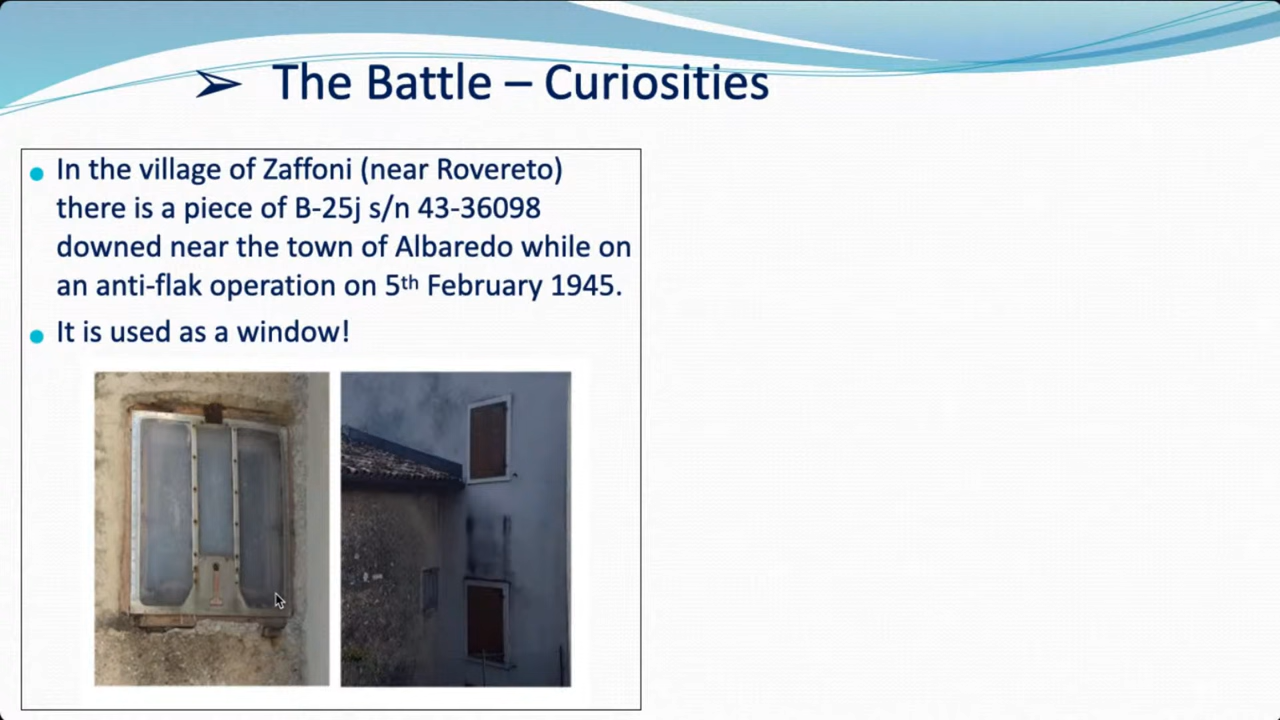 The Battle – Curiosities
In the village of Zaffoni (near Rovereto)
there is a piece of B-25j s/n 43-36098
downed near the town of Albaredo while on
an anti-flak operation on 5th February 1945.
It is used as a window!